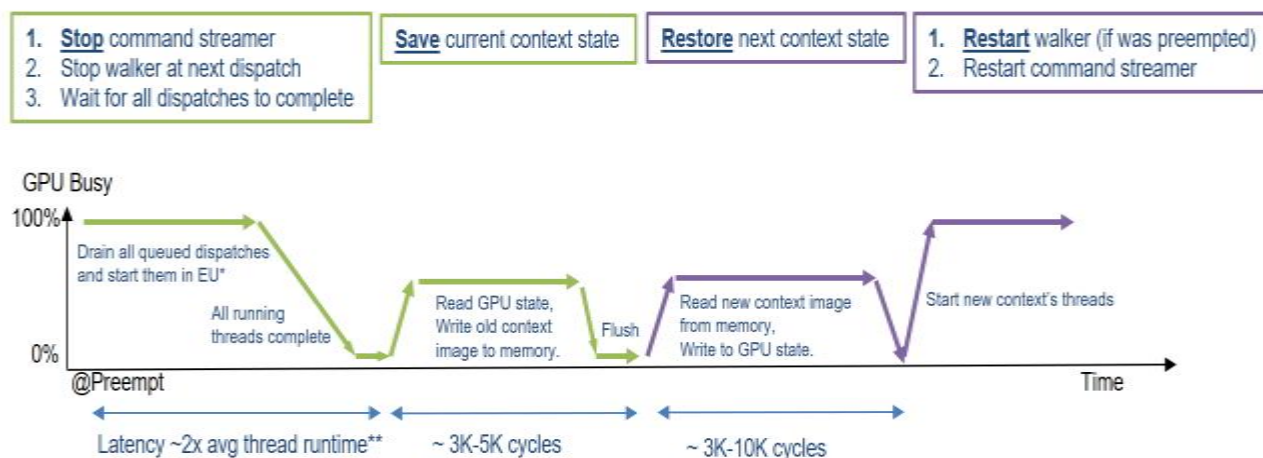 1. Stop command streamer
2. Stop walker at next dispatch
3. Wait for all dispatches to complete
Save current context state
Restore next context state
1. Restart walker (if was preempted)
2. Restart command streamer
GPU Busy
100%
Drain all queued dispatches
and start them in EU*
All running
threads complete
Read GPU state,
Write old context
image to memory.
Flush
Read new context image
from memory,
Write to GPU state.
Start new context's threads
0%
@Preempt
Time
Latency ~2x avg thread runtime**
~ 3K-5K cycles
~ 3K-10K cycles